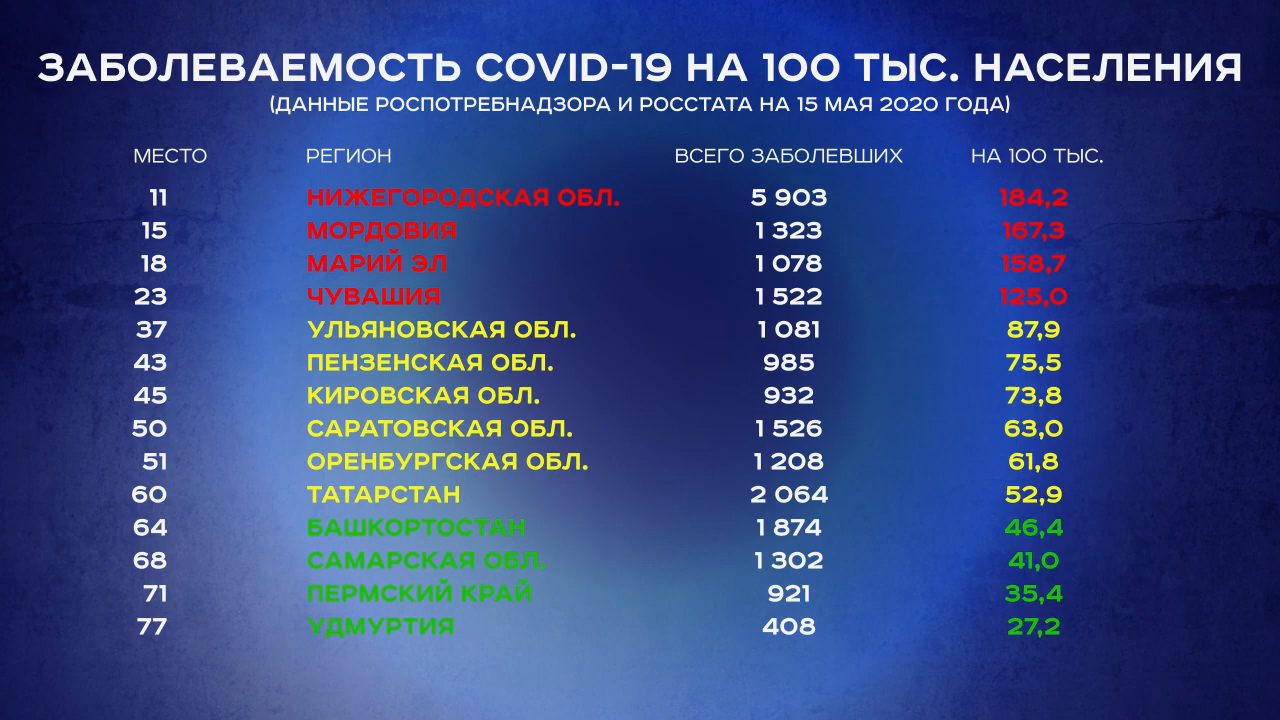 ЗАБОЛЕВАЕМОСТЬ COVID-19 НА 100 ТЫС. НАСЕЛЕНИЯ
(ДАННЫЕ РОСПОТРЕБНАДЗОРА И РОССТАТА НА 15 МАЯ 2020 ГОДА)
МЕСТО РЕГИОН ВСЕГО ЗАБОЛЕВШИХ НА 100 ТЫС.
11 НИЖЕГОРОДСКАЯ ОБЛ. 5 903 184,2
15 МОРДОВИЯ 1 323 167,3
18 МАРИЙ ЭЛ 1 078 158,7
23 ЧУВАШИЯ 1 522 125,0
37 УЛЬЯНОВСКАЯ ОБЛ. 1 081 87,9
43 ПЕНЗЕНСКАЯ ОБЛ. 985 75,5
45 КИРОВСКАЯ ОБЛ. 932 73,8
50 САРАТОВСКАЯ ОБЛ. 1 526 63,0
51 ОРЕНБУРГСКАЯ ОБЛ. 1 208 61,8
60 ТАТАРСТАН 2 064 52,9
64 БАШКОРТОСТАН 1 874 46,4
68 САМАРСКАЯ ОБЛ. 1 302 41,0
71 ПЕРМСКИЙ КРАЙ 921 35,4
77 УДМУРТИЯ 408 27,2